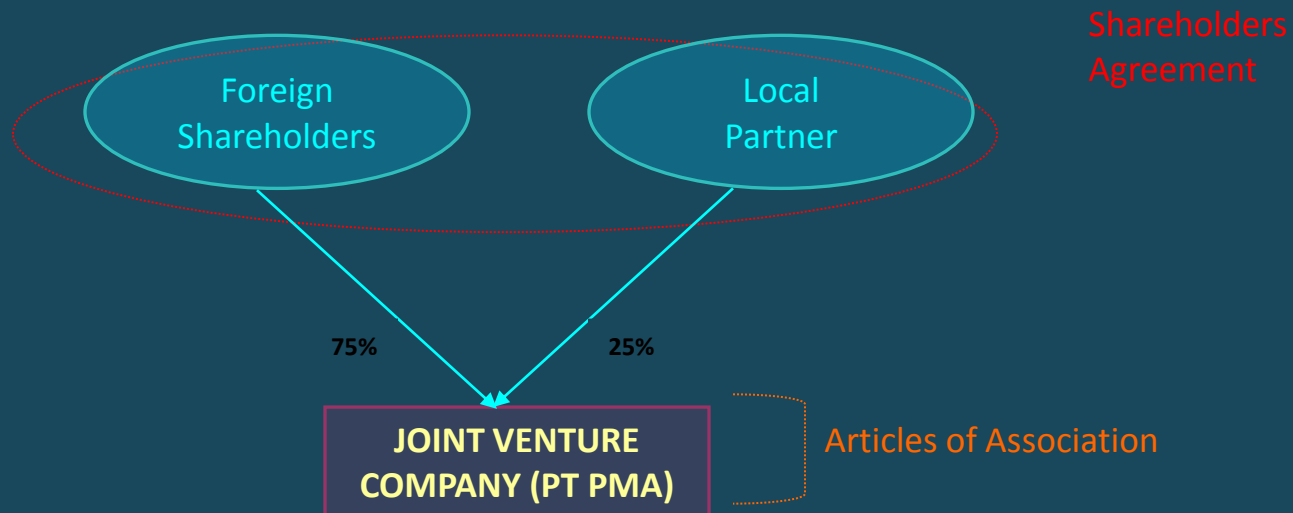 Shareholders
Agreement
Foreign
Shareholders
Local
Partner
75%
25%
JOINT VENTURE
COMPANY (PT PMA)
Articles of Association